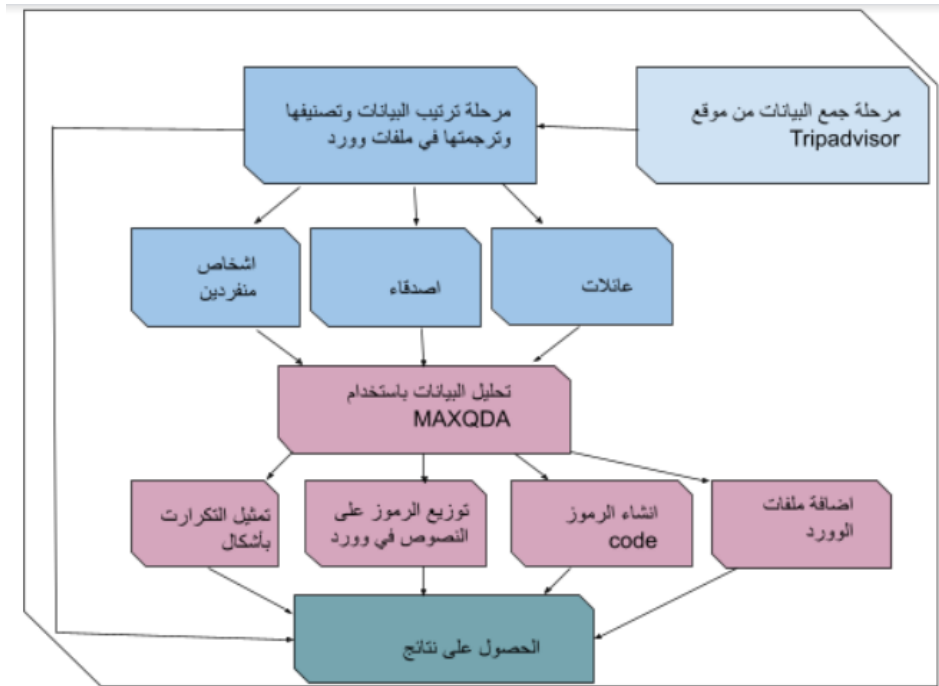 مرحلة جمع البيانات من موقع
Tripadvisor
مرحلة ترتيب البيانات وتصنيفها
وترجمتها في ملفات وورد
عائلات
اصدقاء
اشخاص
منفردين
تحليل البيانات باستخدام
MAXQDA
اضافة ملفات
الوورد
انشاء الرموز
code
توزيع الرموز على
النصوص في وورد
تمثيل التكرارت
بأشكال
الحصول على نتائج